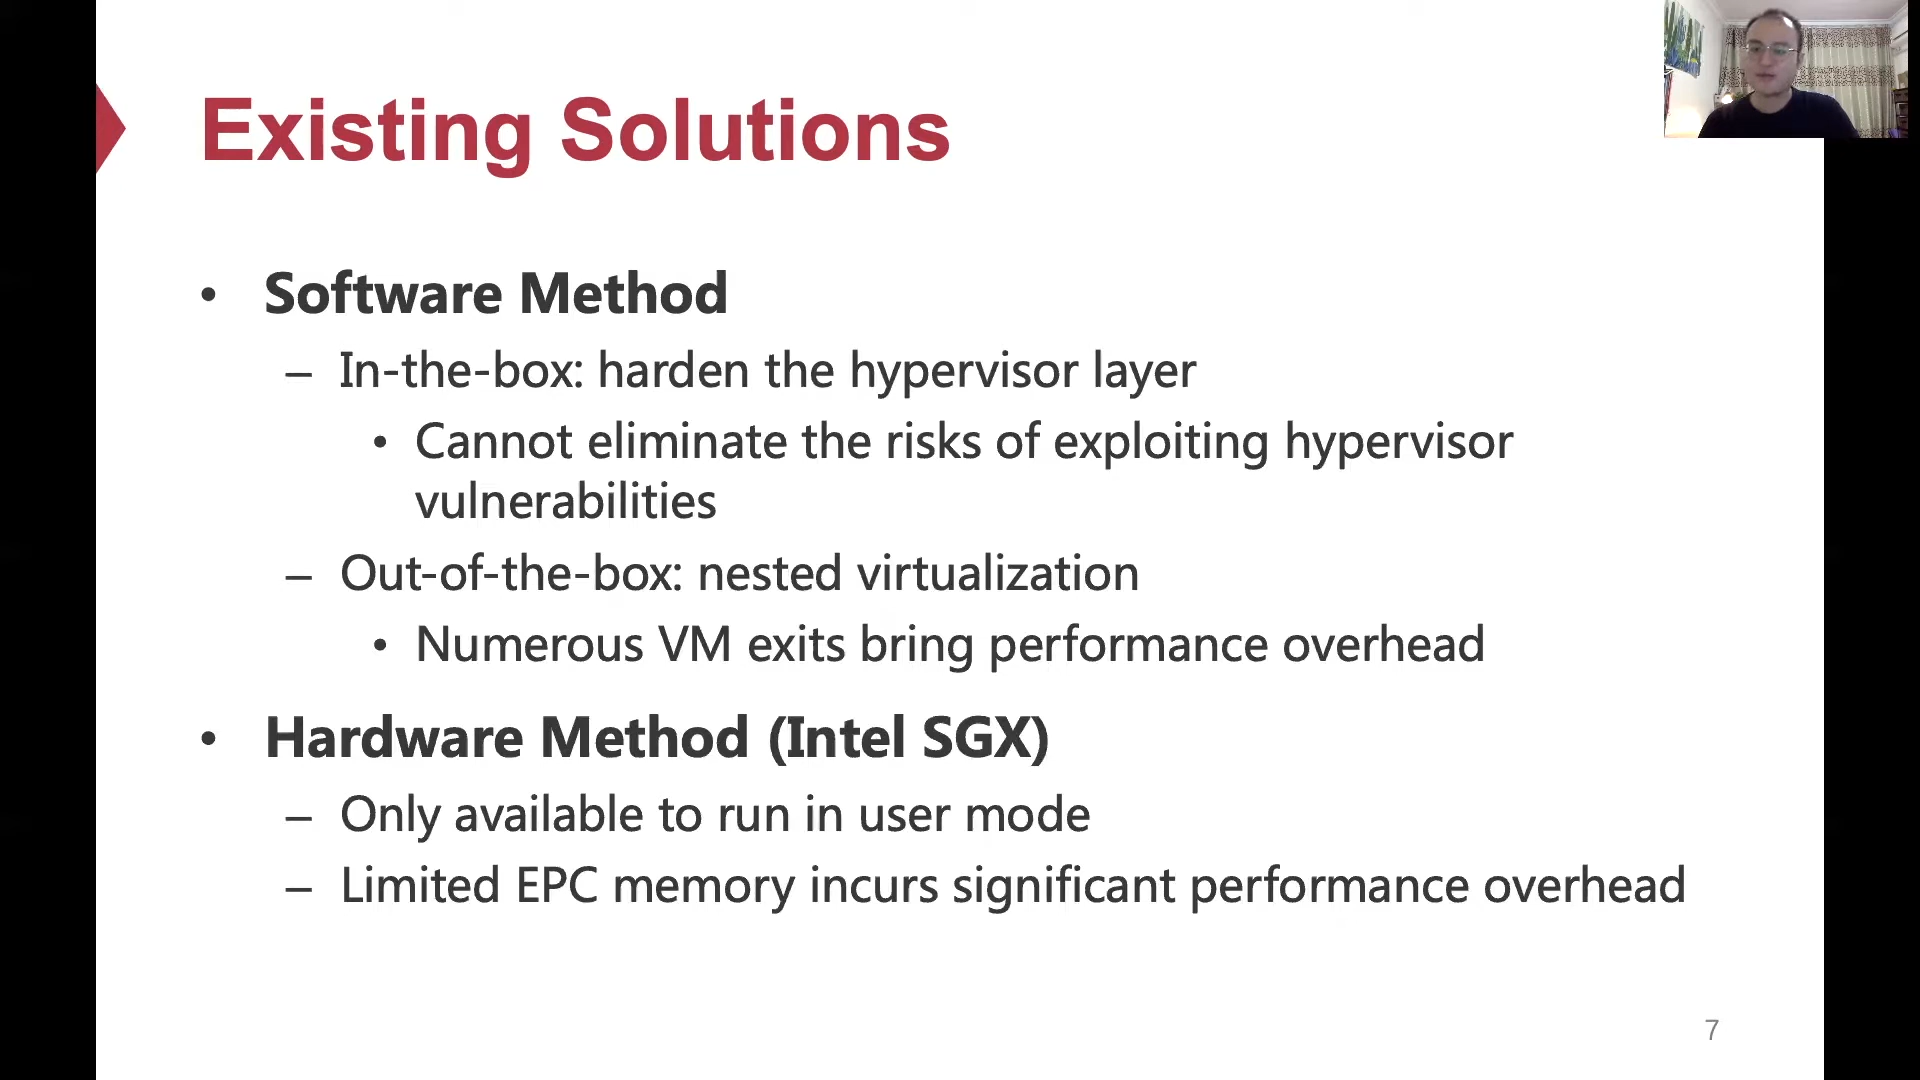 Existing Solutions
• Software Method
– In-the-box: harden the hypervisor layer
• Cannot eliminate the risks of exploiting hypervisor
vulnerabilities
– Out-of-the-box: nested virtualization
• Numerous VM exits bring performance overhead
• Hardware Method (Intel SGX)
– Only available to run in user mode
– Limited EPC memory incurs significant performance overhead
7